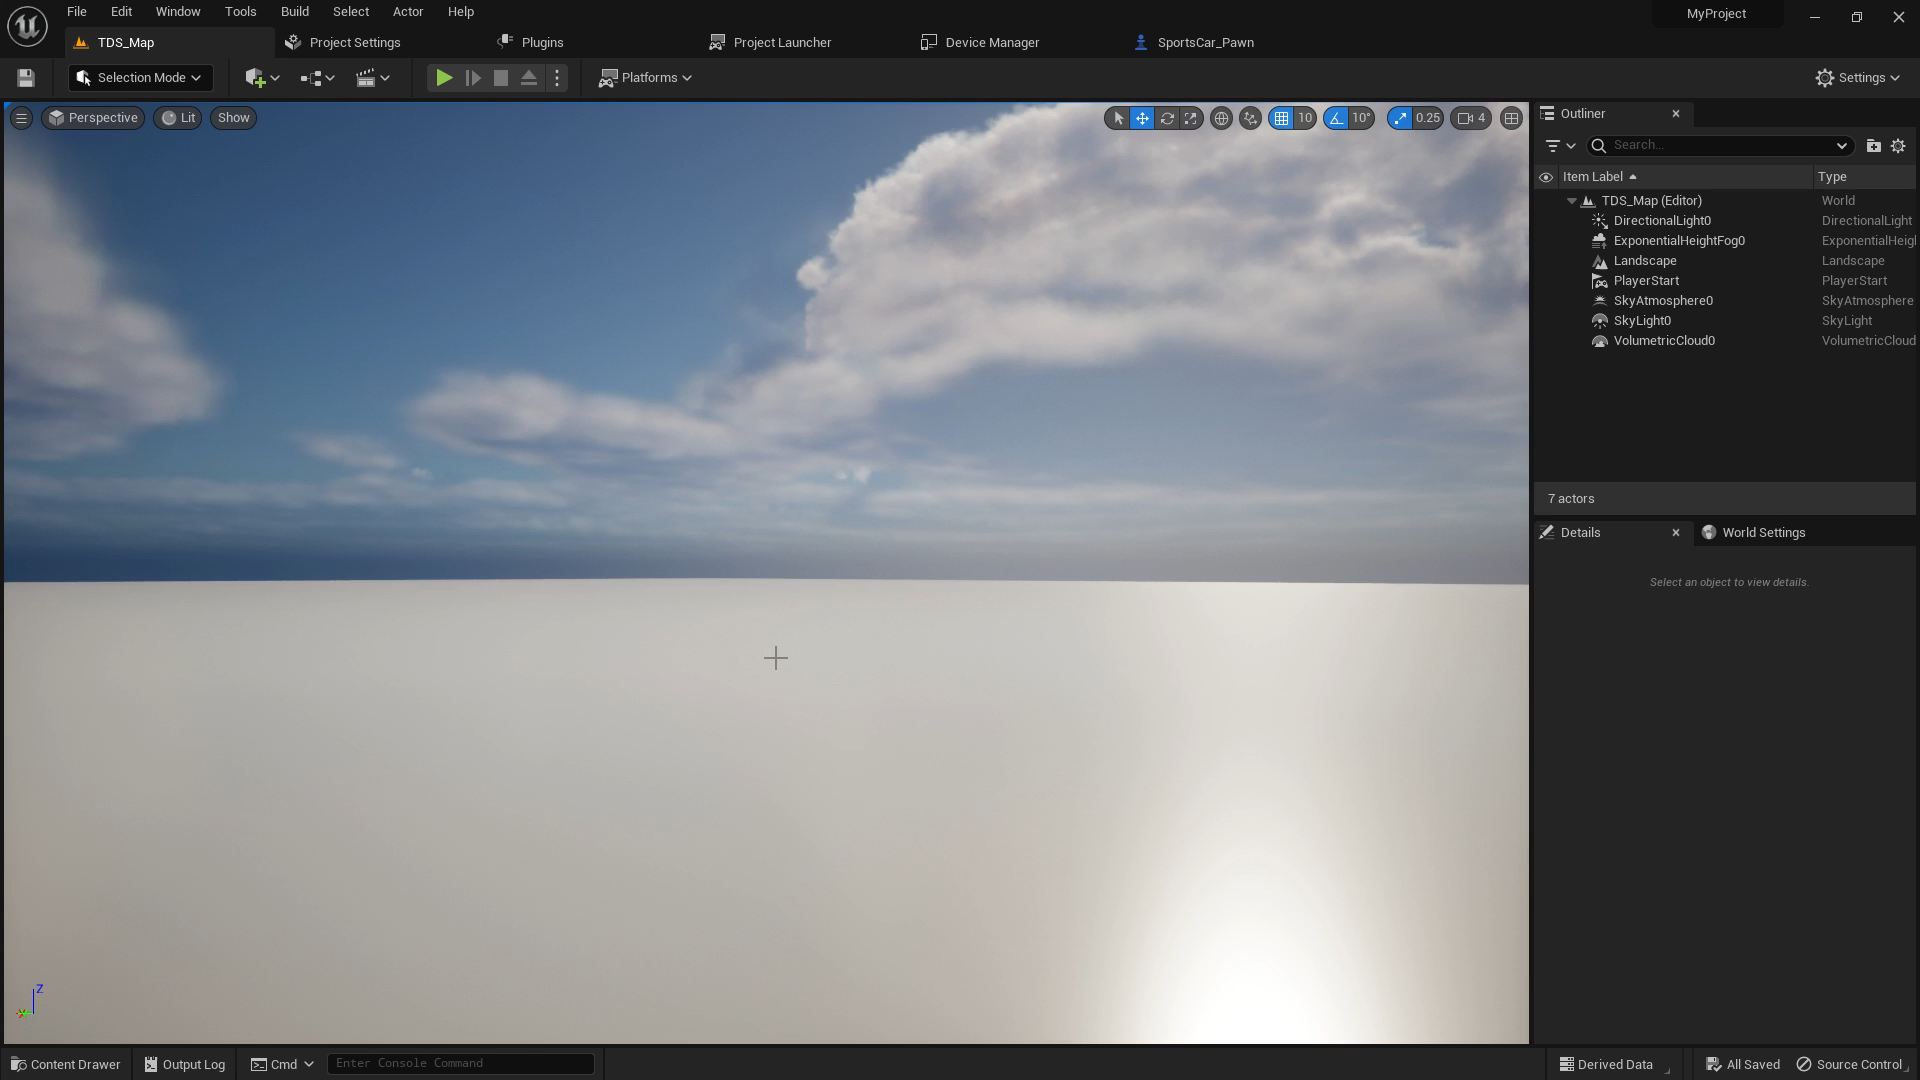 File Edit Window Tools Build Select Actor Help
MyProject
TDS_Map Project Settings Plugins Project Launcher Device Manager SportsCar_Pawn
Selection Mode Platforms Settings
Perspective Lit Show 10 10° 0.25 4
Outliner
Search...
Item Label Type
TDS_Map (Editor) World
DirectionalLight0 DirectionalLight
ExponentialHeightFog0 ExponentialHeigl
Landscape Landscape
PlayerStart PlayerStart
SkyAtmosphere0 SkyAtmosphere
SkyLight0 SkyLight
VolumetricCloud0 VolumetricCloud
7 actors
Details World Settings
Select an object to view details.
Z
Content Drawer Output Log Cmd Enter Console Command Derived Data All Saved Source Control